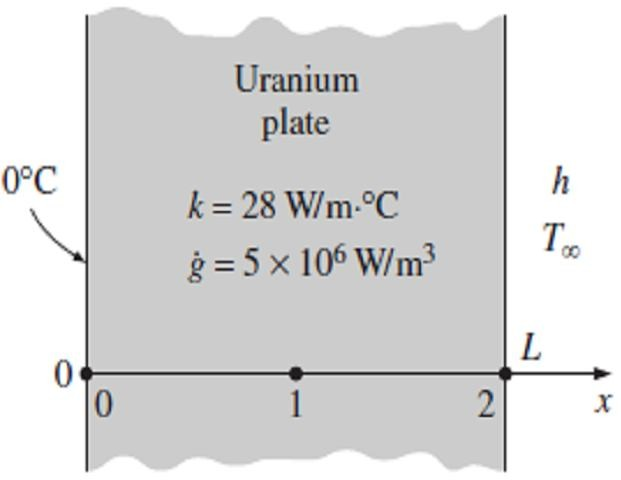 Uranium
plate
0°C
h
k = 28 W/m·°C
T∞
ġ = 5 × 10⁶ W/m³
L
0
0
1
2
x